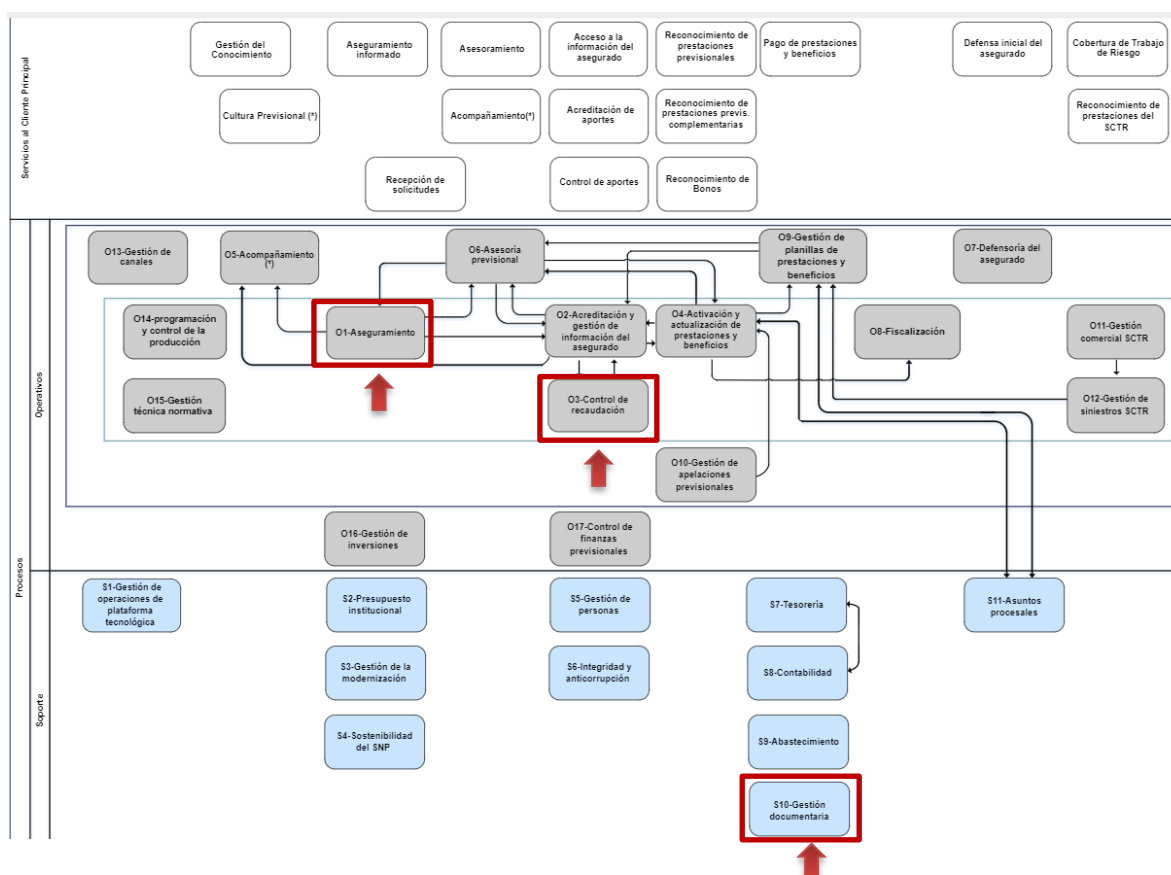 Servicios al Cliente Principal
Gestión del
Conocimiento
Aseguramiento
informado
Asesoramiento
Acceso a la
información del
asegurado
Reconocimiento de
prestaciones
previsionales
Pago de prestaciones
y beneficios
Defensa inicial del
asegurado
Cobertura de Trabajo
de Riesgo
Cultura Previsional (*)
Acompañamiento(*)
Acreditación de
aportes
Reconocimiento de
prestaciones previs.
complementarias
Reconocimiento de
prestaciones del
SCTR
Recepción de
solicitudes
Control de aportes
Reconocimiento de
Bonos
Procesos
Operativos
O13-Gestión de
canales
O5-Acompañamiento
(*)
O6-Asesoría
previsional
O9-Gestión de
planillas de
prestaciones y
beneficios
O7-Defensoría del
asegurado
O14-programación
y control de la
producción
O1-Aseguramiento
O2-Acreditación y
gestión de
información del
asegurado
O4-Activación y
actualización de
prestaciones y
beneficios
O8-Fiscalización
O11-Gestión
comercial SCTR
O15-Gestión
técnica normativa
O3-Control de
recaudación
O12-Gestión de
siniestros SCTR
O10-Gestión de
apelaciones
previsionales
O16-Gestión de
inversiones
O17-Control de
finanzas
previsionales
Soporte
S1-Gestión de
operaciones de
plataforma
tecnológica
S2-Presupuesto
institucional
S5-Gestión de
personas
S7-Tesorería
S11-Asuntos
procesales
S3-Gestión de la
modernización
S6-Integridad y
anticorrupción
S8-Contabilidad
S4-Sostenibilidad
del SNP
S9-Abastecimiento
S10-Gestión
documentaria